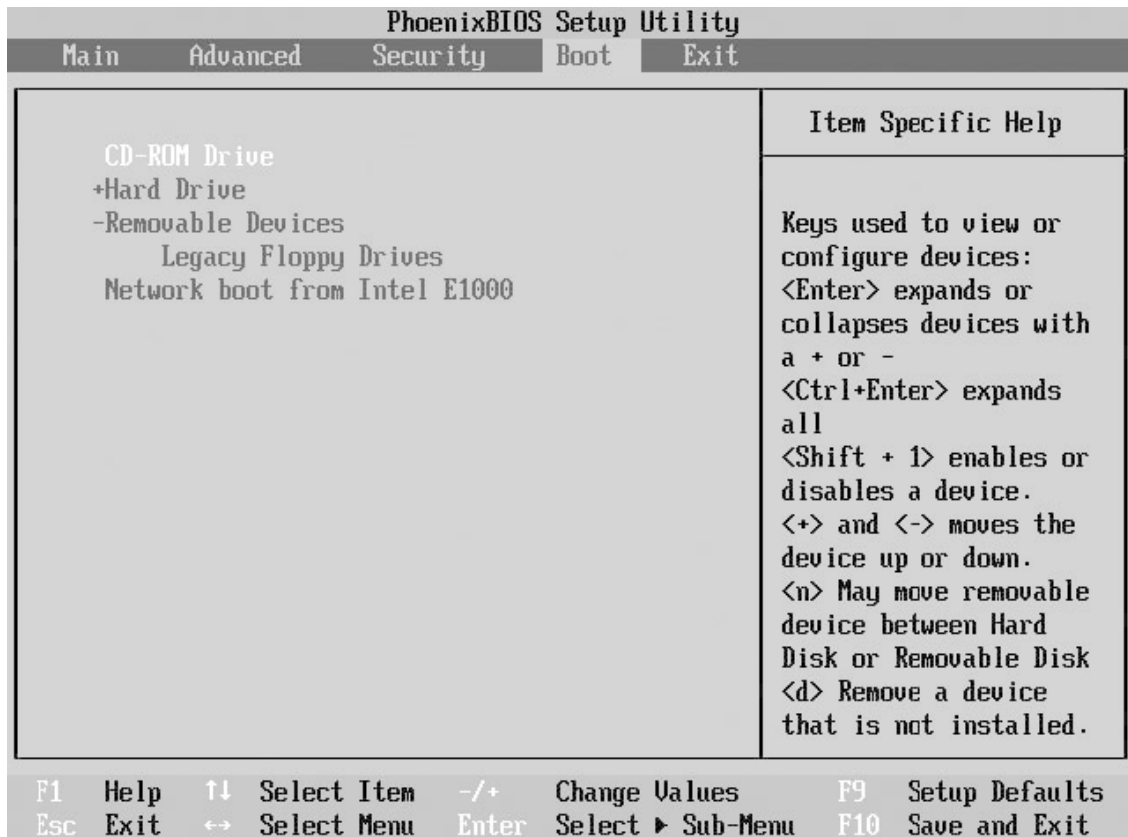 PhoenixBIOS Setup Utility
Main Advanced Security Boot Exit
CD-ROM Drive
+Hard Drive
-Removable Devices
Legacy Floppy Drives
Network boot from Intel E1000
Item Specific Help
Keys used to view or
configure devices:
<Enter> expands or
collapses devices with
a + or -
<Ctrl+Enter> expands
all
<Shift + 1> enables or
disables a device.
<+> and <-> moves the
device up or down.
<n> May move removable
device between Hard
Disk or Removable Disk
<d> Remove a device
that is not installed.
F1 Help ↑↓ Select Item -/+ Change Values F9 Setup Defaults
Esc Exit ↔ Select Menu Enter Select ▶ Sub-Menu F10 Save and Exit